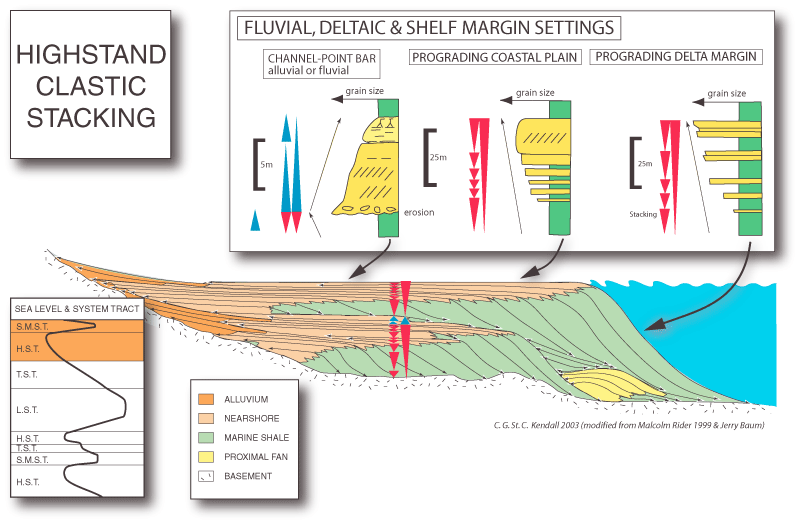 HIGHSTAND
CLASTIC
STACKING
FLUVIAL, DELTAIC & SHELF MARGIN SETTINGS
CHANNEL-POINT BAR
alluvial or fluvial
PROGRADING COASTAL PLAIN
PROGRADING DELTA MARGIN
grain size
grain size
grain size
5m
25m
25m
erosion
Stacking
SEA LEVEL & SYSTEM TRACT
S.M.S.T.
H.S.T.
T.S.T.
L.S.T.
H.S.T.
T.S.T.
S.M.S.T.
H.S.T.
ALLUVIUM
NEARSHORE
MARINE SHALE
PROXIMAL FAN
BASEMENT
C. G. St. C. Kendall 2003 (modified from Malcolm Rider 1999 & Jerry Baum)